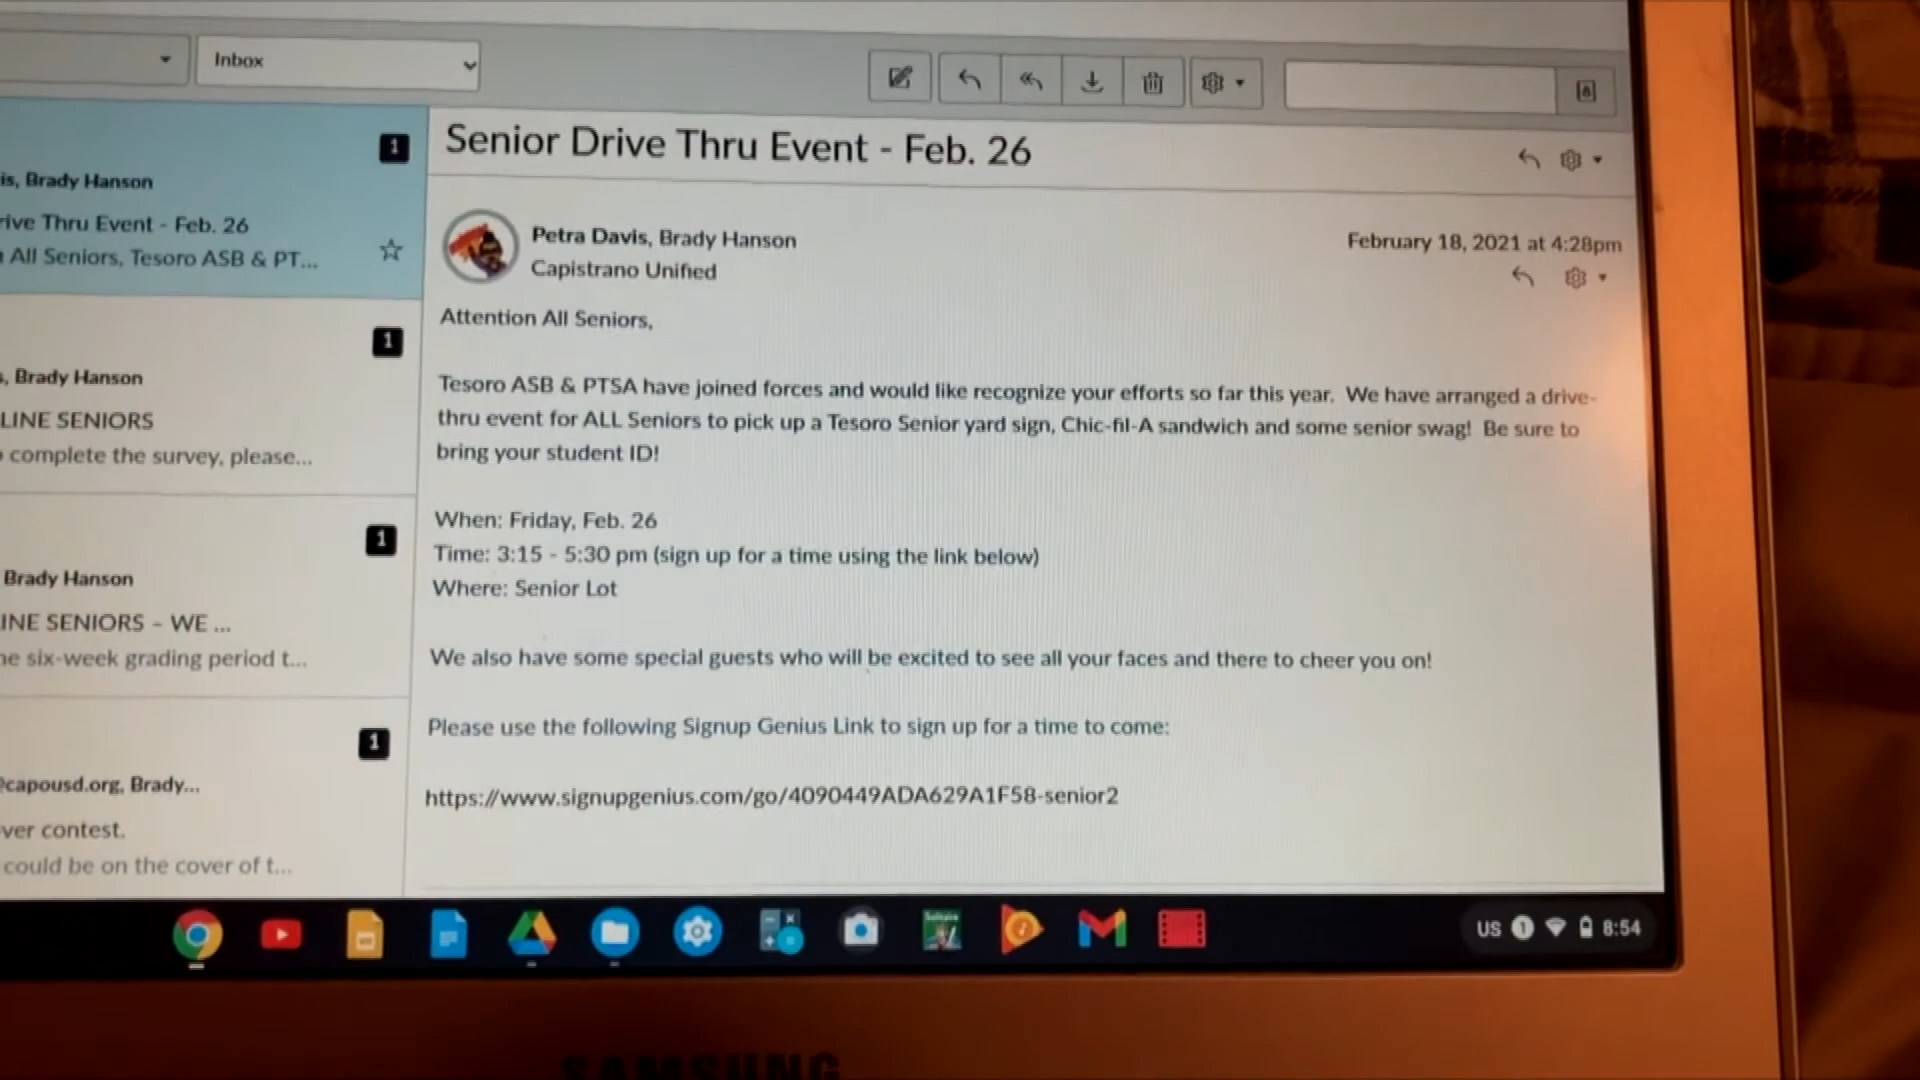 Inbox
Senior Drive Thru Event - Feb. 26
1
is, Brady Hanson
rive Thru Event - Feb. 26
All Seniors, Tesoro ASB & PT...
1
, Brady Hanson
LINE SENIORS
complete the survey, please...
1
Brady Hanson
INE SENIORS - WE ...
he six-week grading period t...
1
@capousd.org, Brady...
ver contest.
could be on the cover of t...
Petra Davis, Brady Hanson
Capistrano Unified
February 18, 2021 at 4:28pm
Attention All Seniors,
Tesoro ASB & PTSA have joined forces and would like recognize your efforts so far this year. We have arranged a drive-
thru event for ALL Seniors to pick up a Tesoro Senior yard sign, Chic-fil-A sandwich and some senior swag! Be sure to
bring your student ID!
When: Friday, Feb. 26
Time: 3:15 - 5:30 pm (sign up for a time using the link below)
Where: Senior Lot
We also have some special guests who will be excited to see all your faces and there to cheer you on!
Please use the following Signup Genius Link to sign up for a time to come:
https://www.signupgenius.com/go/4090449ADA629A1F58-senior2
Solitaire
US 1 8:54
SAMSUNG